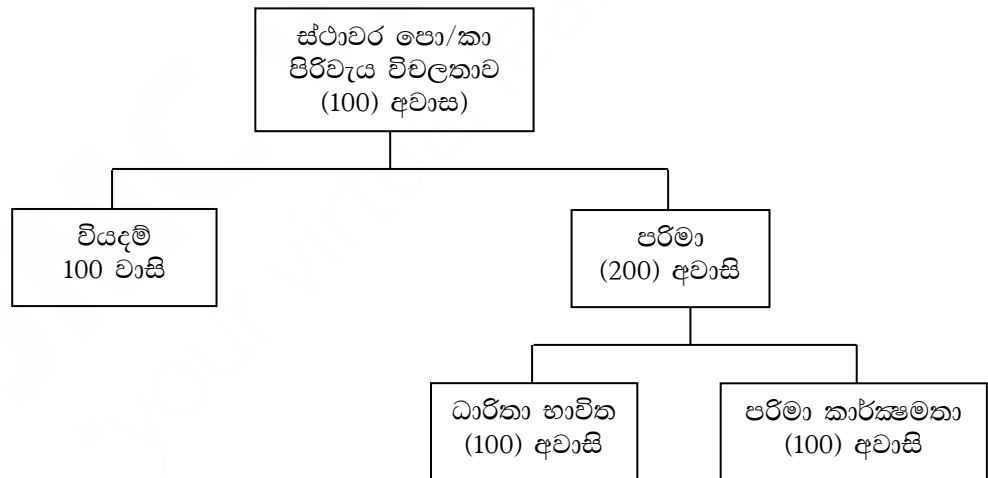 ස්ථාවර පො/කා
පිරිවැය විචලතාව
(100) අවාස)
වියදම්
100 වාසි
පරිමා
(200) අවාසි
ධාරිතා භාවිත
(100) අවාසි
පරිමා කාර්යක්ෂමතා
(100) අවාසි